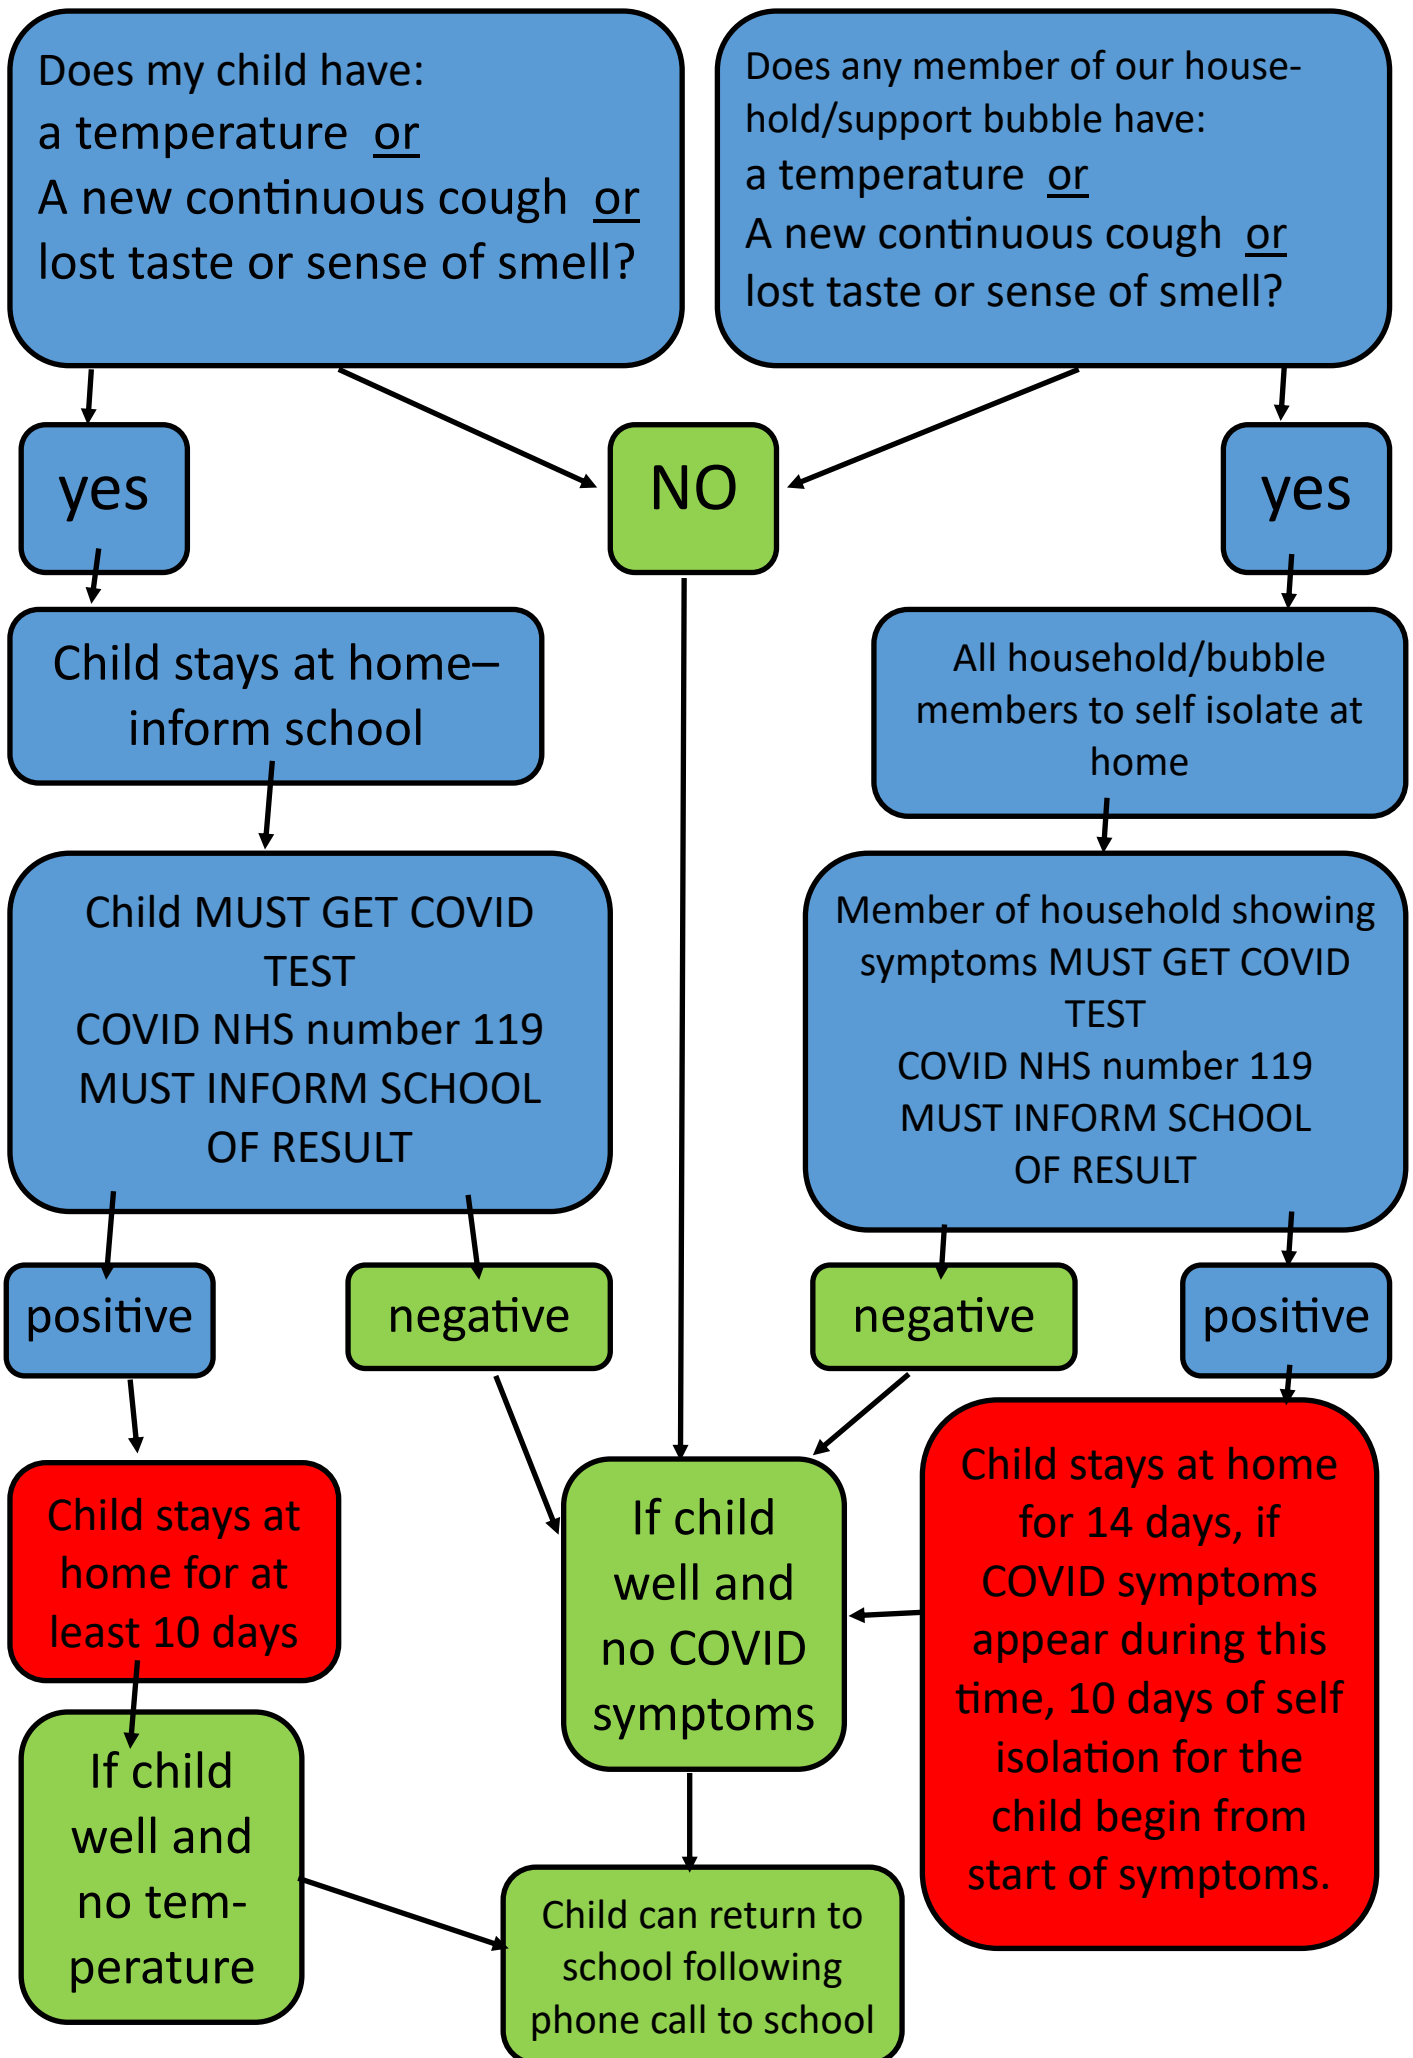 Does my child have:
a temperature or
A new continuous cough or
lost taste or sense of smell?
Does any member of our house-
hold/support bubble have:
a temperature or
A new continuous cough or
lost taste or sense of smell?
yes
NO
yes
Child stays at home–
inform school
All household/bubble
members to self isolate at
home
Child MUST GET COVID
TEST
COVID NHS number 119
MUST INFORM SCHOOL
OF RESULT
Member of household showing
symptoms MUST GET COVID
TEST
COVID NHS number 119
MUST INFORM SCHOOL
OF RESULT
positive
negative
negative
positive
Child stays at
home for at
least 10 days
If child
well and
no COVID
symptoms
Child stays at home
for 14 days, if
COVID symptoms
appear during this
time, 10 days of self
isolation for the
child begin from
start of symptoms.
If child
well and
no tem-
perature
Child can return to
school following
phone call to school